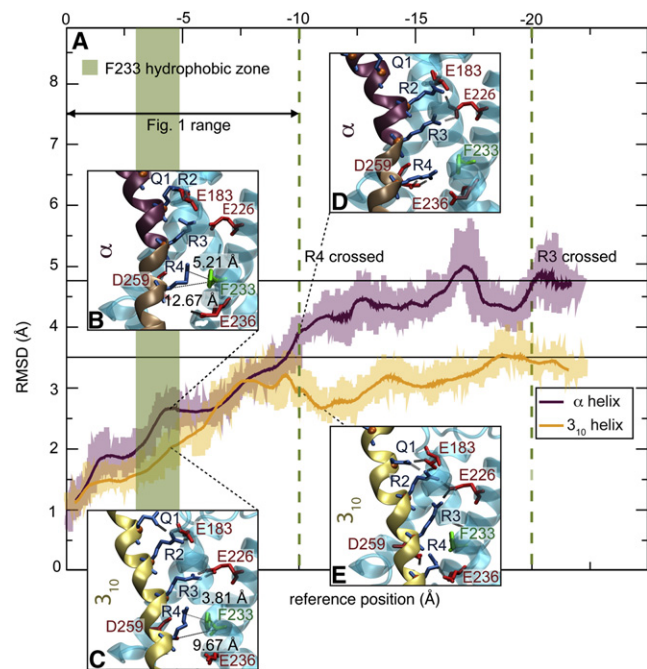 0 -5 -10 -15 -20
A
F233 hydrophobic zone
Fig. 1 range
8
7
6
5
4
3
2
1
0
RMSD (Å)
reference position (Å)
R4 crossed
R3 crossed
α helix
3₁₀ helix
B
α
Q1
R2
E183
E226
R3
5.21 Å
R4
D259
F233
12.67 Å
E236
D
α
Q1
E183
R2
E226
R3
D259
R4
F233
E236
C
3₁₀
Q1
E183
R2
E226
R3
3.81 Å
R4
F233
D259
9.67 Å
E236
E
3₁₀
Q1
E183
R2
E226
R3
F233
D259
R4
E236